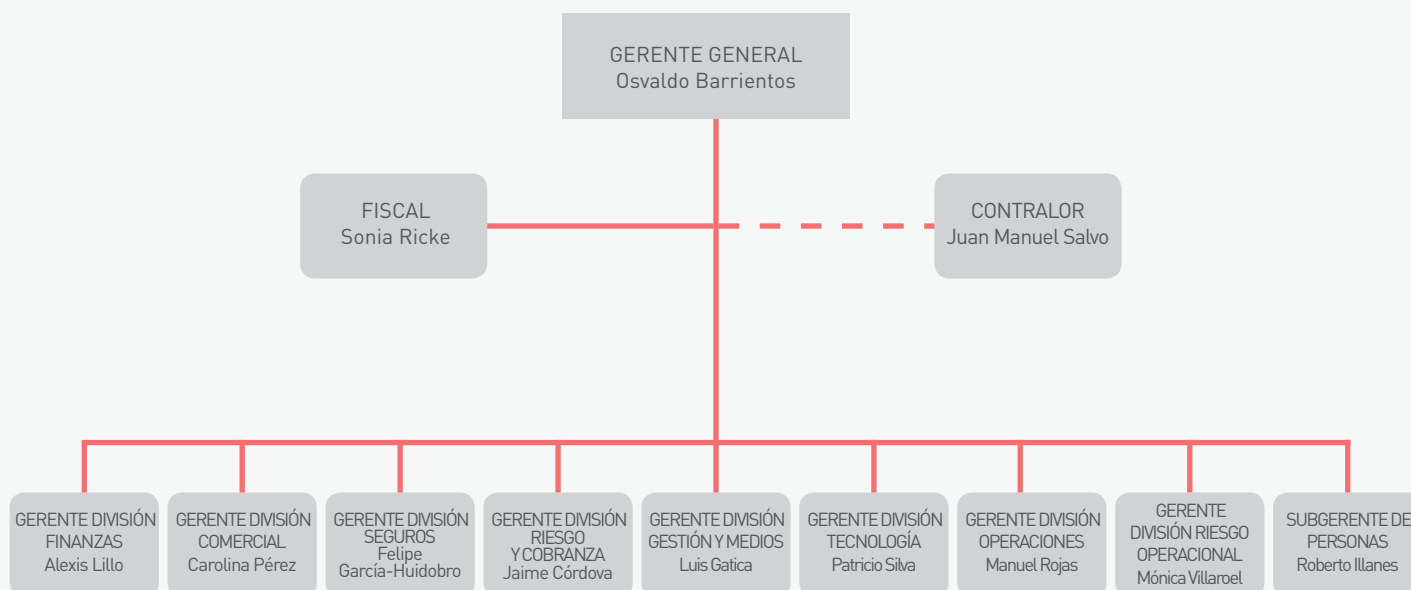 GERENTE GENERAL
Osvaldo Barrientos
FISCAL
Sonia Ricke
CONTRALOR
Juan Manuel Salvo
GERENTE DIVISIÓN
FINANZAS
Alexis Lillo
GERENTE DIVISIÓN
COMERCIAL
Carolina Pérez
GERENTE DIVISIÓN
SEGUROS
Felipe
García-Huidobro
GERENTE DIVISIÓN
RIESGO
Y COBRANZA
Jaime Córdova
GERENTE DIVISIÓN
GESTIÓN Y MEDIOS
Luis Gatica
GERENTE DIVISIÓN
TECNOLOGÍA
Patricio Silva
GERENTE DIVISIÓN
OPERACIONES
Manuel Rojas
GERENTE
DIVISIÓN RIESGO
OPERACIONAL
Mónica Villaroel
SUBGERENTE DE
PERSONAS
Roberto Illanes